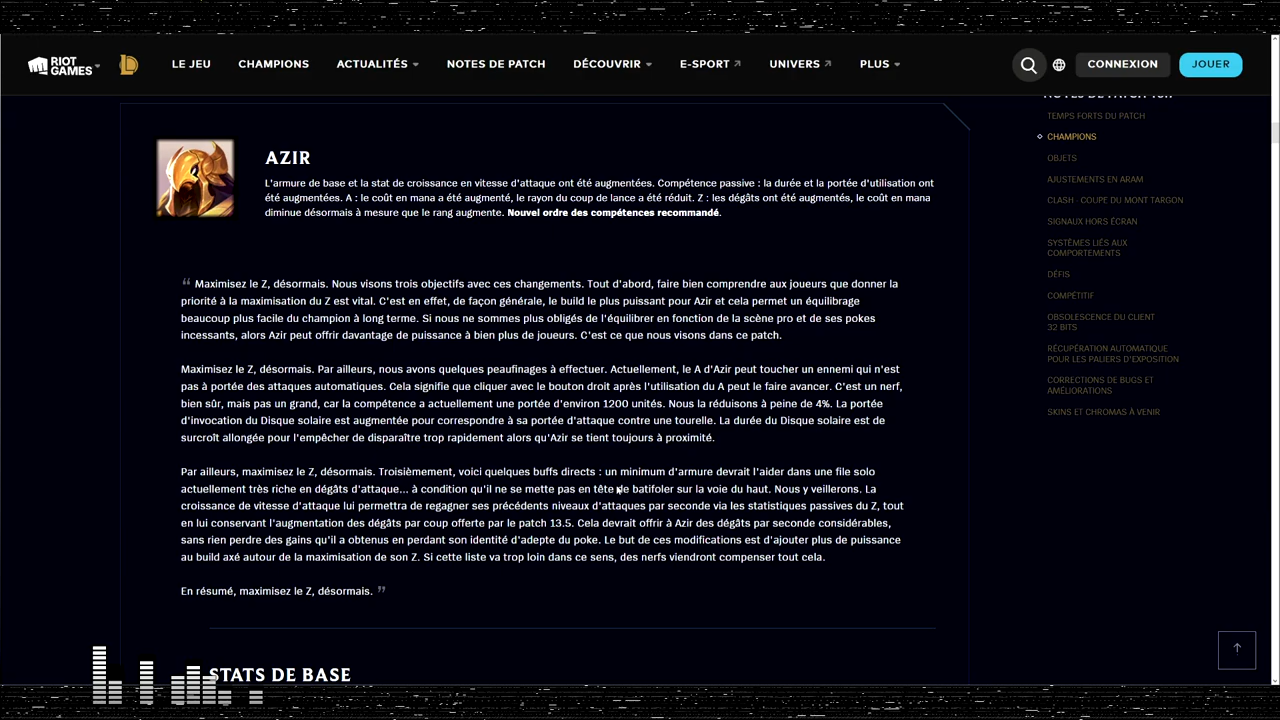 RIOT GAMES
LE JEU
CHAMPIONS
ACTUALITÉS
NOTES DE PATCH
DÉCOUVRIR
E-SPORT
UNIVERS
PLUS
CONNEXION
JOUER
AZIR
L'armure de base et la stat de croissance en vitesse d'attaque ont été augmentées. Compétence passive : la durée et la portée d'utilisation ont
été augmentées. A : le coût en mana a été augmenté, le rayon du coup de lance a été réduit. Z : les dégâts ont été augmentés, le coût en mana
diminue désormais à mesure que le rang augmente. Nouvel ordre des compétences recommandé.
“ Maximisez le Z, désormais. Nous visons trois objectifs avec ces changements. Tout d'abord, faire bien comprendre aux joueurs que donner la
priorité à la maximisation du Z est vital. C'est en effet, de façon générale, le build le plus puissant pour Azir et cela permet un équilibrage
beaucoup plus facile du champion à long terme. Si nous ne sommes plus obligés de l'équilibrer en fonction de la scène pro et de ses pokes
incessants, alors Azir peut offrir davantage de puissance à bien plus de joueurs. C'est ce que nous visons dans ce patch.
Maximisez le Z, désormais. Par ailleurs, nous avons quelques peaufinages à effectuer. Actuellement, le A d'Azir peut toucher un ennemi qui n'est
pas à portée des attaques automatiques. Cela signifie que cliquer avec le bouton droit après l'utilisation du A peut le faire avancer. C'est un nerf,
bien sûr, mais pas un grand, car la compétence a actuellement une portée d'environ 1200 unités. Nous la réduisons à peine de 4%. La portée
d'invocation du Disque solaire est augmentée pour correspondre à sa portée d'attaque contre une tourelle. La durée du Disque solaire est de
surcroît allongée pour l'empêcher de disparaître trop rapidement alors qu'Azir se tient toujours à proximité.
Par ailleurs, maximisez le Z, désormais. Troisièmement, voici quelques buffs directs : un minimum d'armure devrait l'aider dans une file solo
actuellement très riche en dégâts d'attaque... à condition qu'il ne se mette pas en tête de batifoler sur la voie du haut. Nous y veillerons. La
croissance de vitesse d'attaque lui permettra de regagner ses précédents niveaux d'attaques par seconde via les statistiques passives du Z, tout
en lui conservant l'augmentation des dégâts par coup offerte par le patch 13.5. Cela devrait offrir à Azir des dégâts par seconde considérables,
sans rien perdre des gains qu'il a obtenus en perdant son identité d'adepte du poke. Le but de ces modifications est d'ajouter plus de puissance
au build axé autour de la maximisation de son Z. Si cette liste va trop loin dans ce sens, des nerfs viendront compenser tout cela.
En résumé, maximisez le Z, désormais. ”
STATS DE BASE
TEMPS FORTS DU PATCH
CHAMPIONS
OBJETS
AJUSTEMENTS EN ARAM
CLASH - COUPE DU MONT TARGON
SIGNAUX HORS ÉCRAN
SYSTÈMES LIÉS AUX
COMPORTEMENTS
DÉFIS
COMPÉTITIF
OBSOLESCENCE DU CLIENT
32 BITS
RÉCUPÉRATION AUTOMATIQUE
POUR LES PALIERS D'EXPOSITION
CORRECTIONS DE BUGS ET
AMÉLIORATIONS
SKINS ET CHROMAS À VENIR